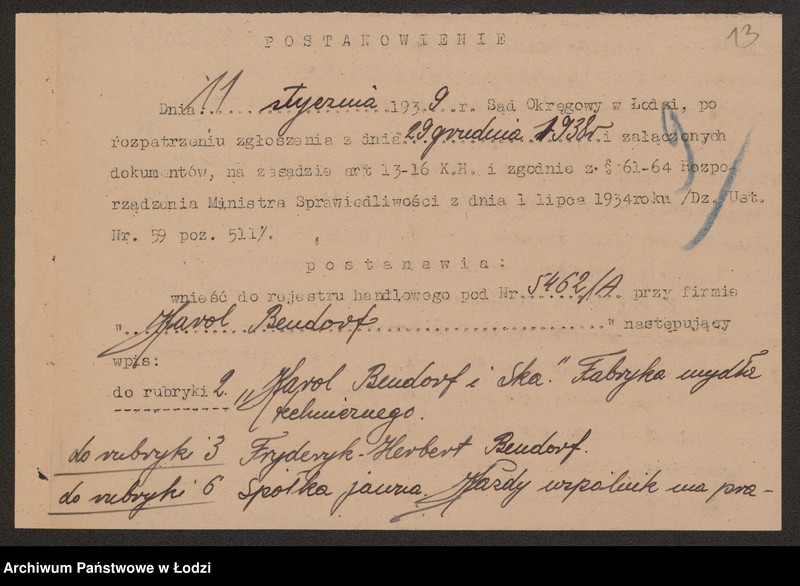 13
POSTANOWIENIE
Dnia 11 stycznia 1939. r. Sąd Okręgowy w Łodzi, po
rozpatrzeniu zgłoszenia z dnia 29 grudnia 1938 r i załączonych
dokumentów, na zasadzie art 13-16 K.H. i zgodnie z § 61-64 Rozpo-
rządzenia Ministra Sprawiedliwości z dnia 1 lipca 1934 roku /Dz. Ust.
Nr. 59 poz. 511/.
postanawia:
wnieść do rejestru handlowego pod Nr. 5462/A. przy firmie
"Karol Bendorf" następujący
wpis:
do rubryki 2. "Karol Bendorf i Ska." Fabryka mydła
technicznego.
do rubryki 3 Fryderyk-Herbert Bendorf.
do rubryki 6 Spółka jawna. Każdy wspólnik ma pra-
Archiwum Państwowe w Łodzi